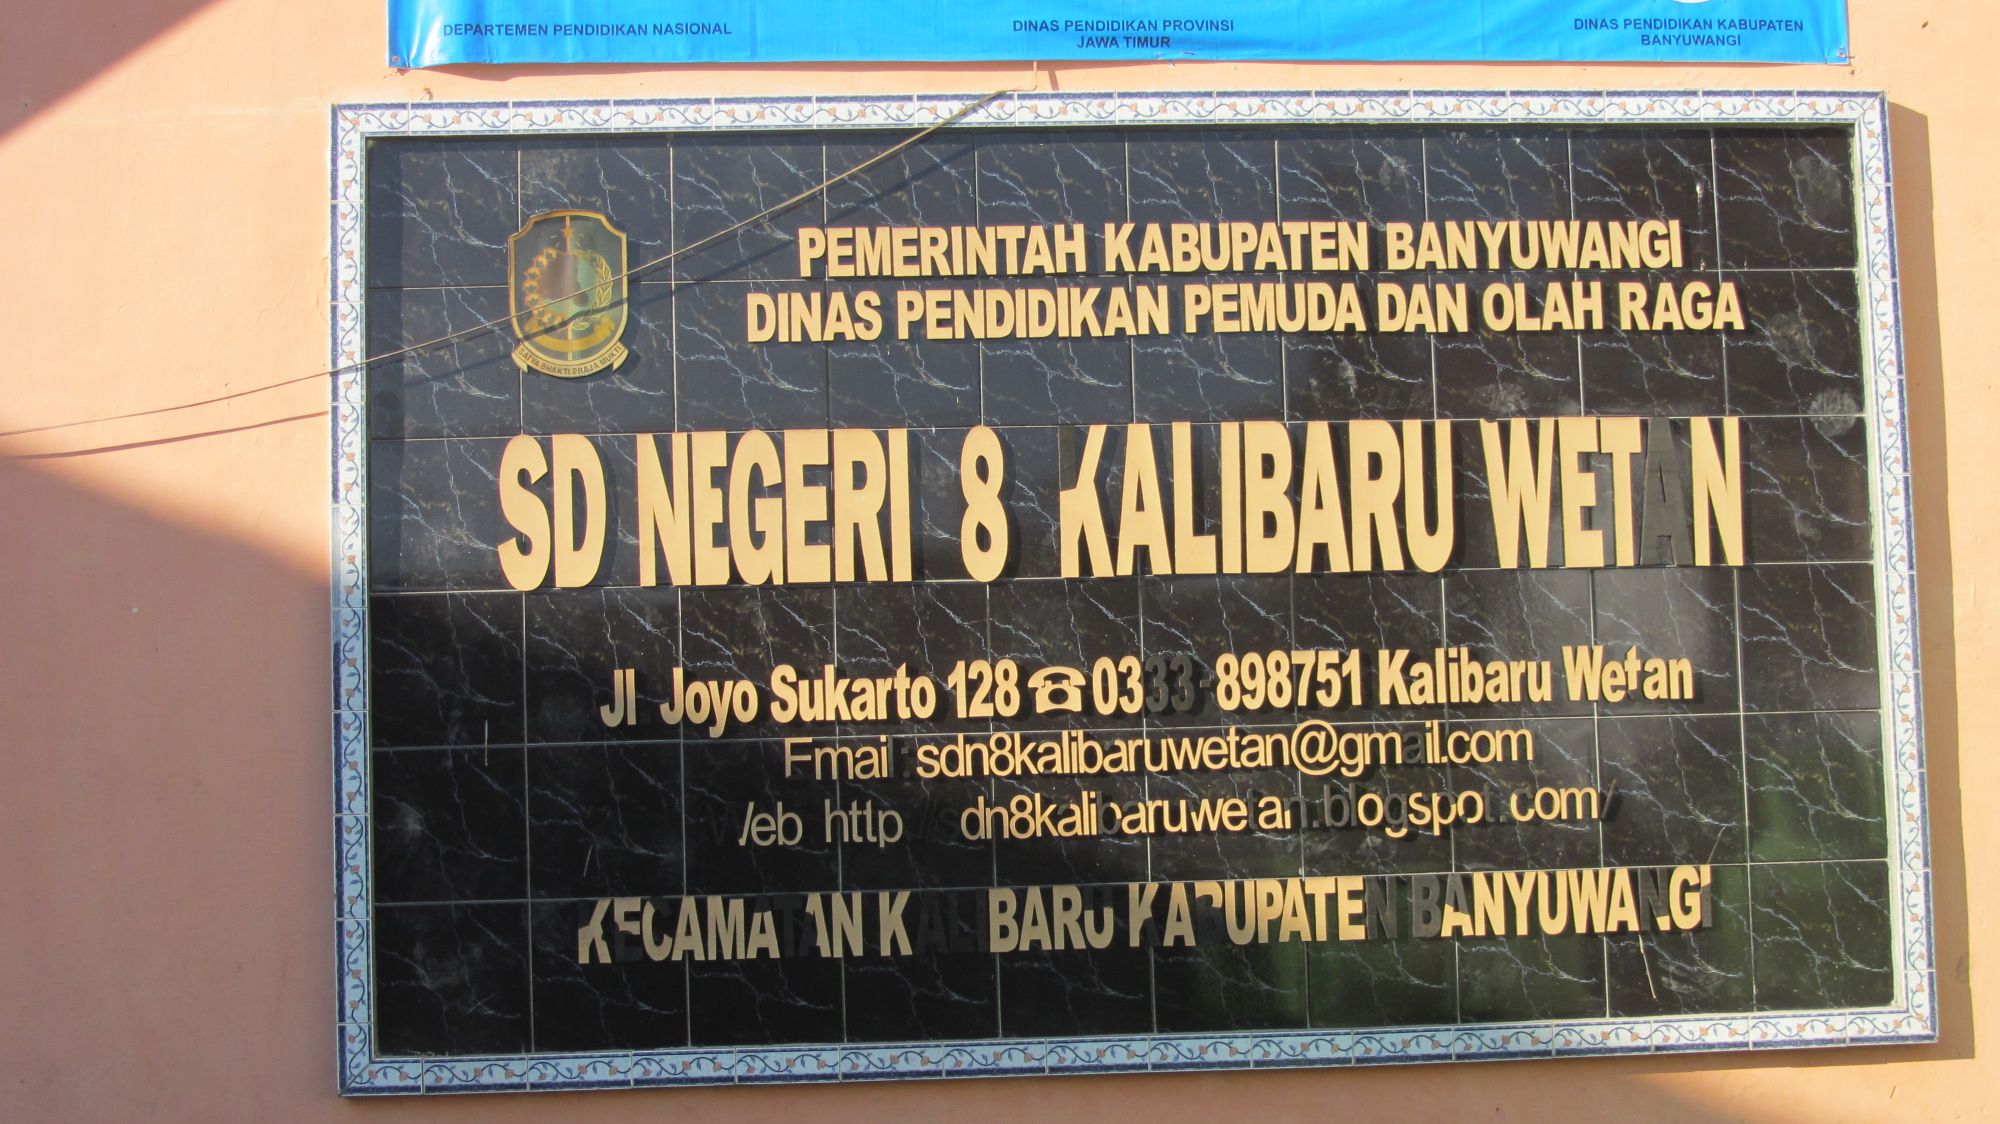 DEPARTEMEN PENDIDIKAN NASIONAL
DINAS PENDIDIKAN PROVINSI
JAWA TIMUR
DINAS PENDIDIKAN KABUPATEN
BANYUWANGI
PEMERINTAH KABUPATEN BANYUWANGI
DINAS PENDIDIKAN PEMUDA DAN OLAH RAGA
SATYA BHAKTI PRAJA MUKTI
SD NEGERI 8 KALIBARU WETAN
Jl. Joyo Sukarto 128 ☎ 0333-898751 Kalibaru Wetan
Email : sdn8kalibaruwetan@gmail.com
Web http://sdn8kalibaruwetan.blogspot.com/
KECAMATAN KALIBARU KABUPATEN BANYUWANGI